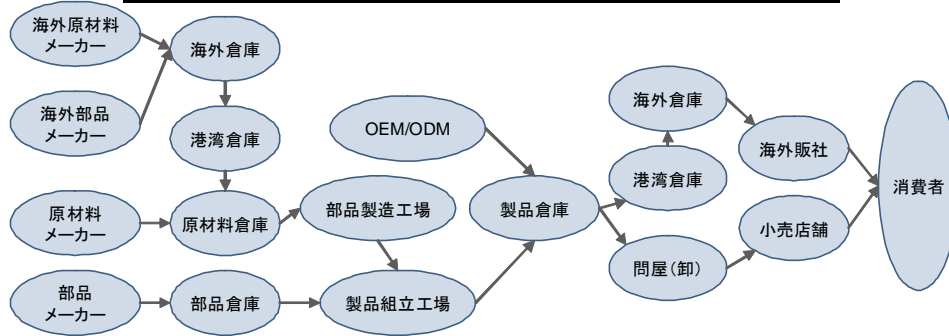 海外原材料
メーカー
海外倉庫
海外部品
メーカー
港湾倉庫
原材料
メーカー
原材料倉庫
部品
メーカー
部品倉庫
OEM/ODM
部品製造工場
製品組立工場
製品倉庫
海外倉庫
港湾倉庫
問屋(卸)
海外販社
小売店舗
消費者